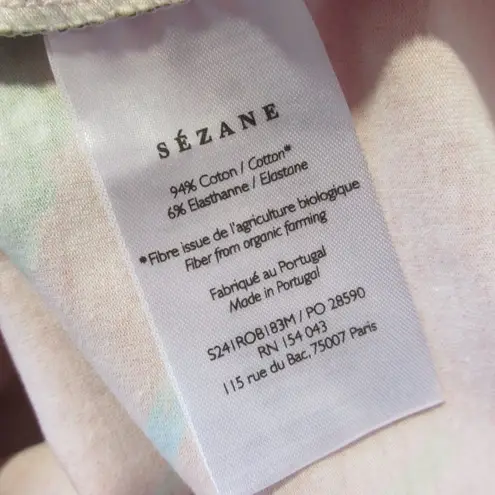 SÉZANE
94% Coton / Cotton*
6% Elasthanne / Elastane
*Fibre issue de l'agriculture biologique
Fiber from organic farming
Fabriqué au Portugal
Made in Portugal
S241ROB183M / PO 28590
RN 154 043
115 rue du Bac, 75007 Paris